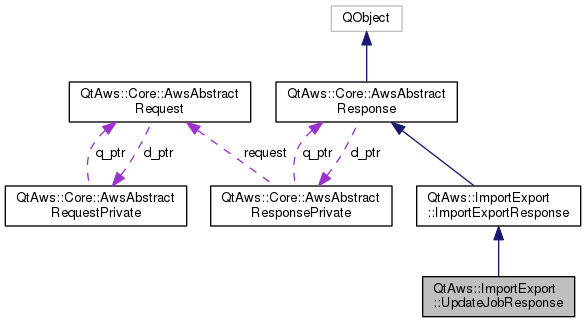 QObject
QtAws::Core::AwsAbstract
Request
QtAws::Core::AwsAbstract
Response
q_ptr
d_ptr
request
q_ptr
d_ptr
QtAws::Core::AwsAbstract
RequestPrivate
QtAws::Core::AwsAbstract
ResponsePrivate
QtAws::ImportExport
::ImportExportResponse
QtAws::ImportExport
::UpdateJobResponse